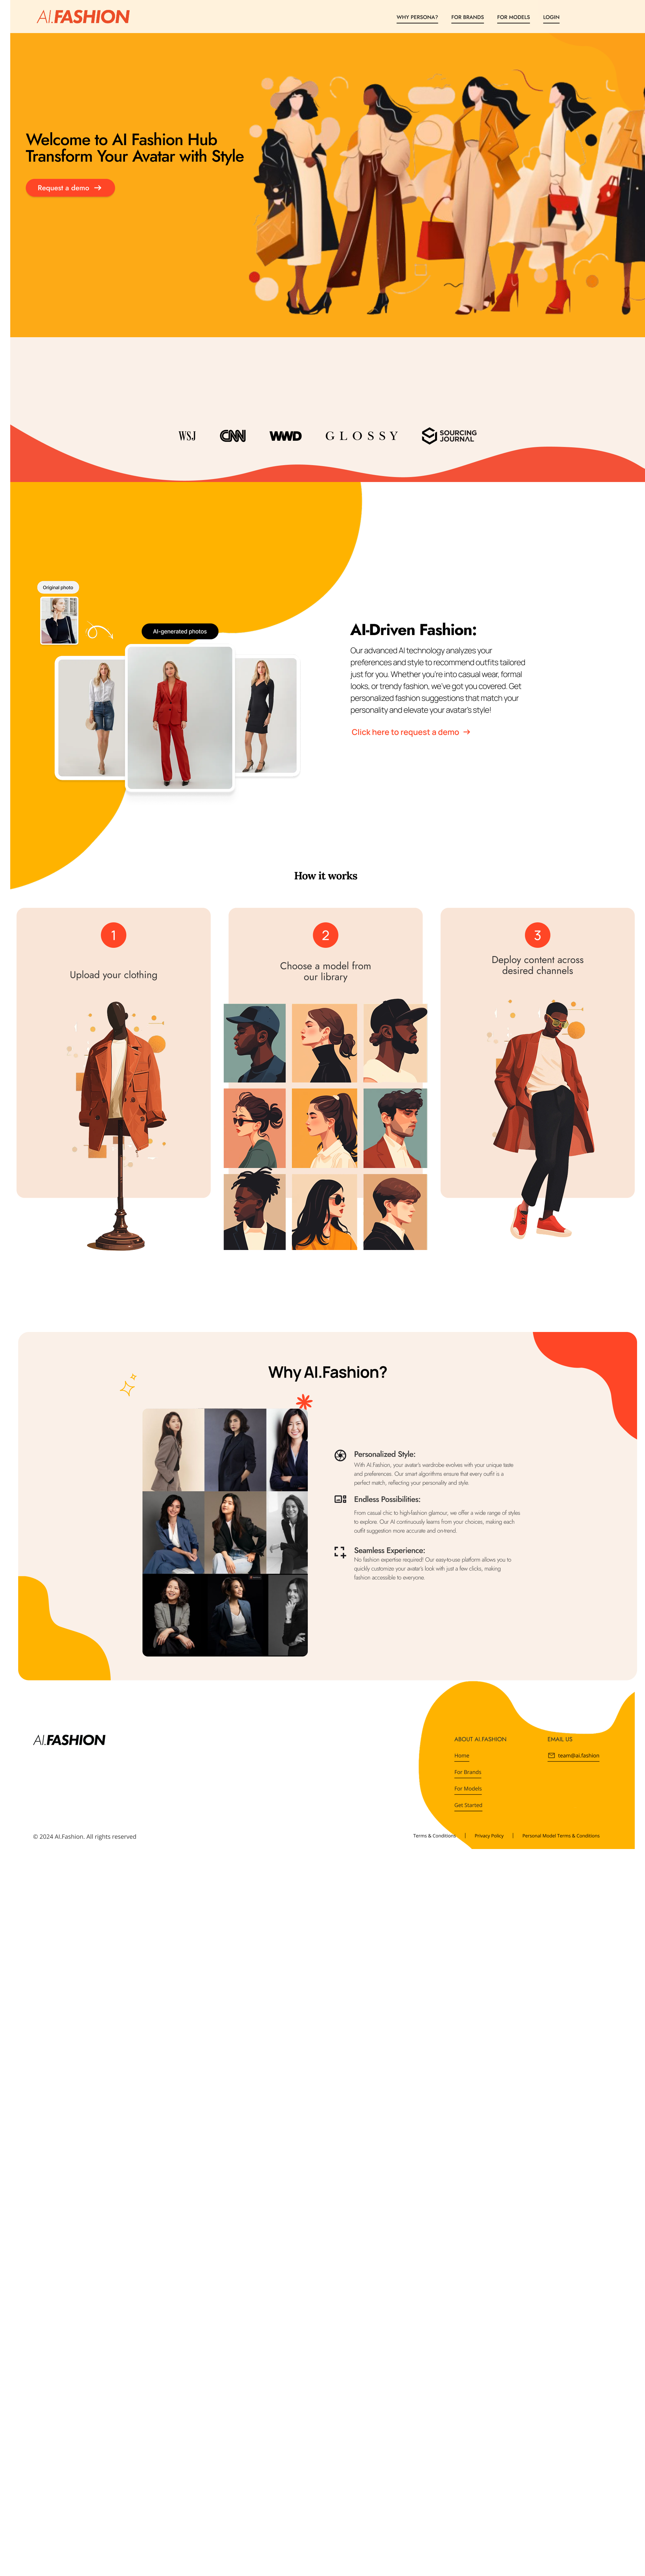 AI.FASHION
WHY PERSONA?
FOR BRANDS
FOR MODELS
LOGIN
Welcome to AI Fashion Hub
Transform Your Avatar with Style
Request a demo
WSJ
CNN
WWD
GLOSSY
SOURCING
JOURNAL
Original photo
AI-generated photos
AI-Driven Fashion:
Our advanced AI technology analyzes your
preferences and style to recommend outfits tailored
just for you. Whether you're into casual wear, formal
looks, or trendy fashion, we've got you covered. Get
personalized fashion suggestions that match your
personality and elevate your avatar's style!
Click here to request a demo
How it works
1
Upload your clothing
2
Choose a model from
our library
3
Deploy content across
desired channels
Why AI.Fashion?
Personalized Style:
With AI.Fashion, your avatar's wardrobe evolves with your unique taste
and preferences. Our smart algorithms ensure that every outfit is a
perfect match, reflecting your personality and style.
Endless Possibilities:
From casual chic to high-fashion glamour, we offer a wide range of styles
to explore. Our AI continuously learns from your choices, making each
outfit suggestion more accurate and on-trend.
Seamless Experience:
No fashion expertise required! Our easy-to-use platform allows you to
quickly customize your avatar's look with just a few clicks, making
fashion accessible to everyone.
AI.FASHION
ABOUT AI.FASHION
Home
For Brands
For Models
Get Started
EMAIL US
team@ai.fashion
© 2024 AI.Fashion. All rights reserved
Terms & Conditions | Privacy Policy | Personal Model Terms & Conditions